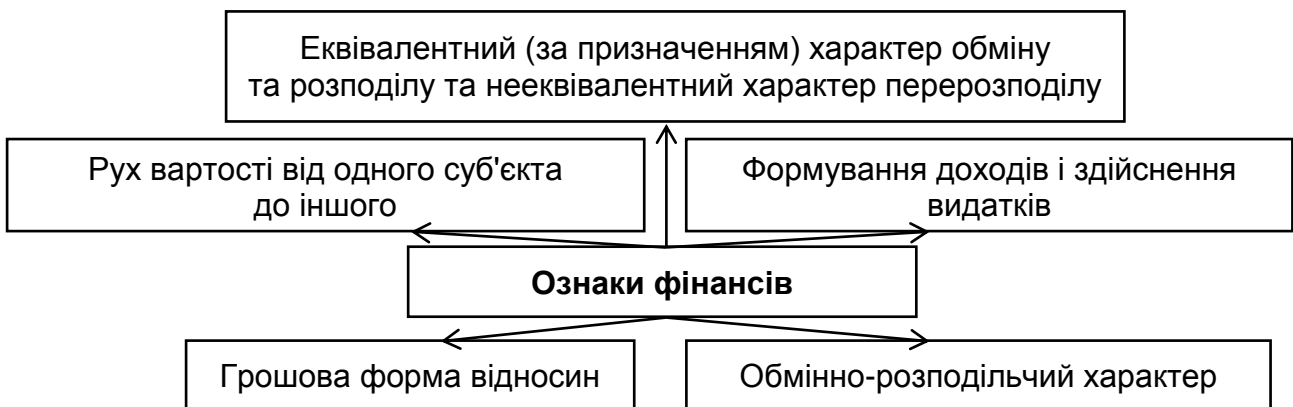 Еквівалентний (за призначенням) характер обміну
та розподілу та нееквівалентний характер перерозподілу
Рух вартості від одного суб'єкта
до іншого
Формування доходів і здійснення
видатків
Ознаки фінансів
Грошова форма відносин
Обмінно-розподільчий характер